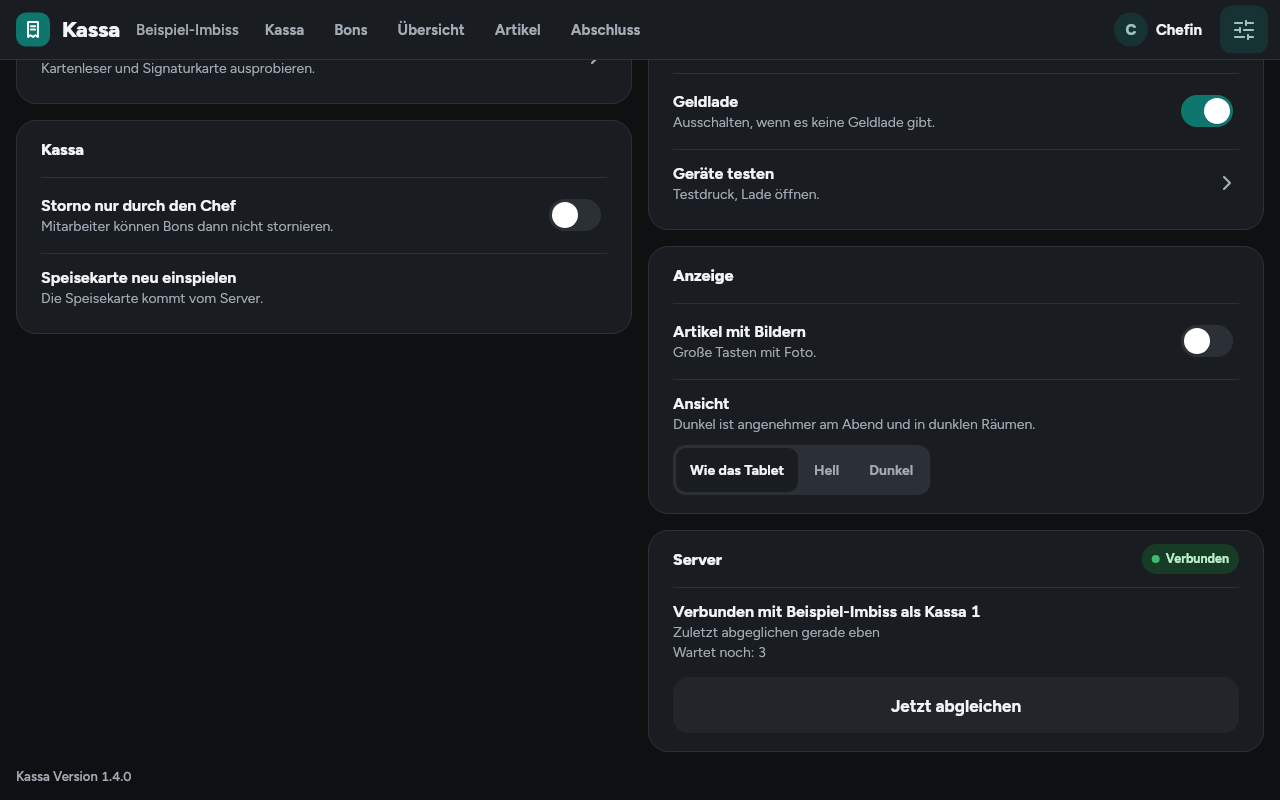 Kassa
Beispiel-Imbiss
Kassa
Bons
Übersicht
Artikel
Abschluss
C
Chefin
Kartenleser und Signaturkarte ausprobieren.
Kassa
Storno nur durch den Chef
Mitarbeiter können Bons dann nicht stornieren.
Speisekarte neu einspielen
Die Speisekarte kommt vom Server.
Geldlade
Ausschalten, wenn es keine Geldlade gibt.
Geräte testen
Testdruck, Lade öffnen.
Anzeige
Artikel mit Bildern
Große Tasten mit Foto.
Ansicht
Dunkel ist angenehmer am Abend und in dunklen Räumen.
Wie das Tablet
Hell
Dunkel
Server
Verbunden
Verbunden mit Beispiel-Imbiss als Kassa 1
Zuletzt abgeglichen gerade eben
Wartet noch: 3
Jetzt abgleichen
Kassa Version 1.4.0